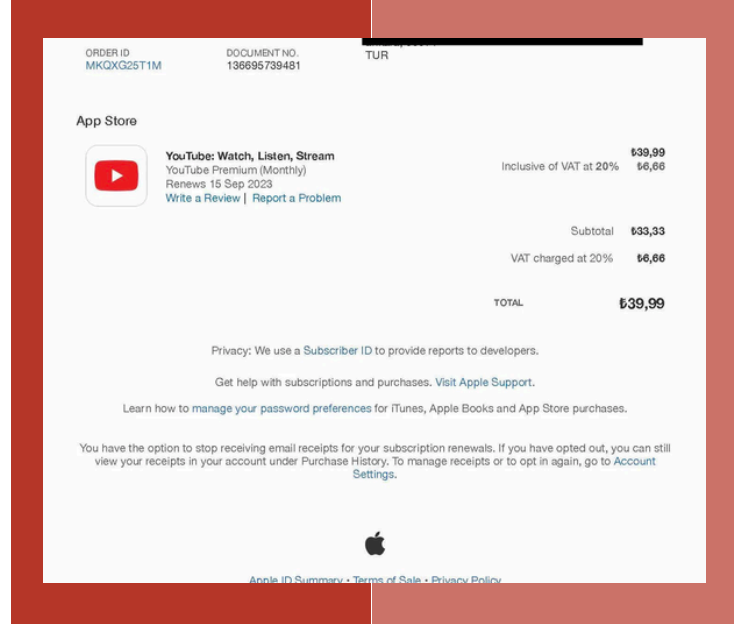 ORDER ID
MKQXG25T1M
DOCUMENT NO.
136695739481
TUR
App Store
YouTube: Watch, Listen, Stream
YouTube Premium (Monthly)
Renews 15 Sep 2023
Write a Review | Report a Problem
₺39,99
Inclusive of VAT at 20% ₺6,66
Subtotal ₺33,33
VAT charged at 20% ₺6,66
TOTAL ₺39,99
Privacy: We use a Subscriber ID to provide reports to developers.
Get help with subscriptions and purchases. Visit Apple Support.
Learn how to manage your password preferences for iTunes, Apple Books and App Store purchases.
You have the option to stop receiving email receipts for your subscription renewals. If you have opted out, you can still
view your receipts in your account under Purchase History. To manage receipts or to opt in again, go to Account
Settings.
Apple ID Summary • Terms of Sale • Privacy Policy